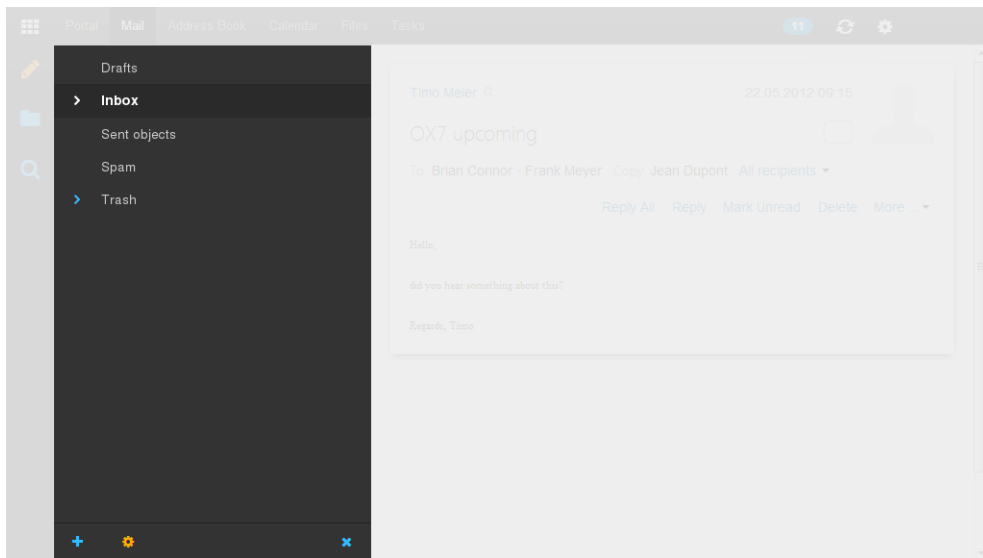 Portal Mail Address Book Calendar Files Tasks 11
Drafts
Inbox
Sent objects
Spam
Trash
Timo Meier 22.05.2012 09:15
OX7 upcoming
To: Brian Connor · Frank Meyer Copy: Jean Dupont All recipients
Reply All Reply Mark Unread Delete More ...
Hello,
did you hear something about this?
Regards, Timo